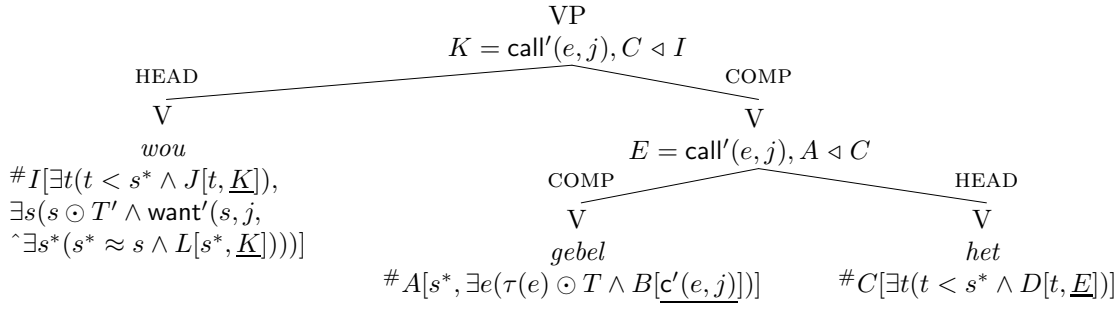 VP
K = call′(e, j), C ◃ I
HEAD COMP
V V
wou E = call′(e, j), A ◃ C
#I[∃t(t < s* ∧ J[t, K]), COMP HEAD
∃s(s ⊙ T′ ∧ want′(s, j, V V
ˆ∃s*(s* ≈ s ∧ L[s*, K])))] gebel het
#A[s*, ∃e(τ(e) ⊙ T ∧ B[c′(e, j)])] #C[∃t(t < s* ∧ D[t, E])]